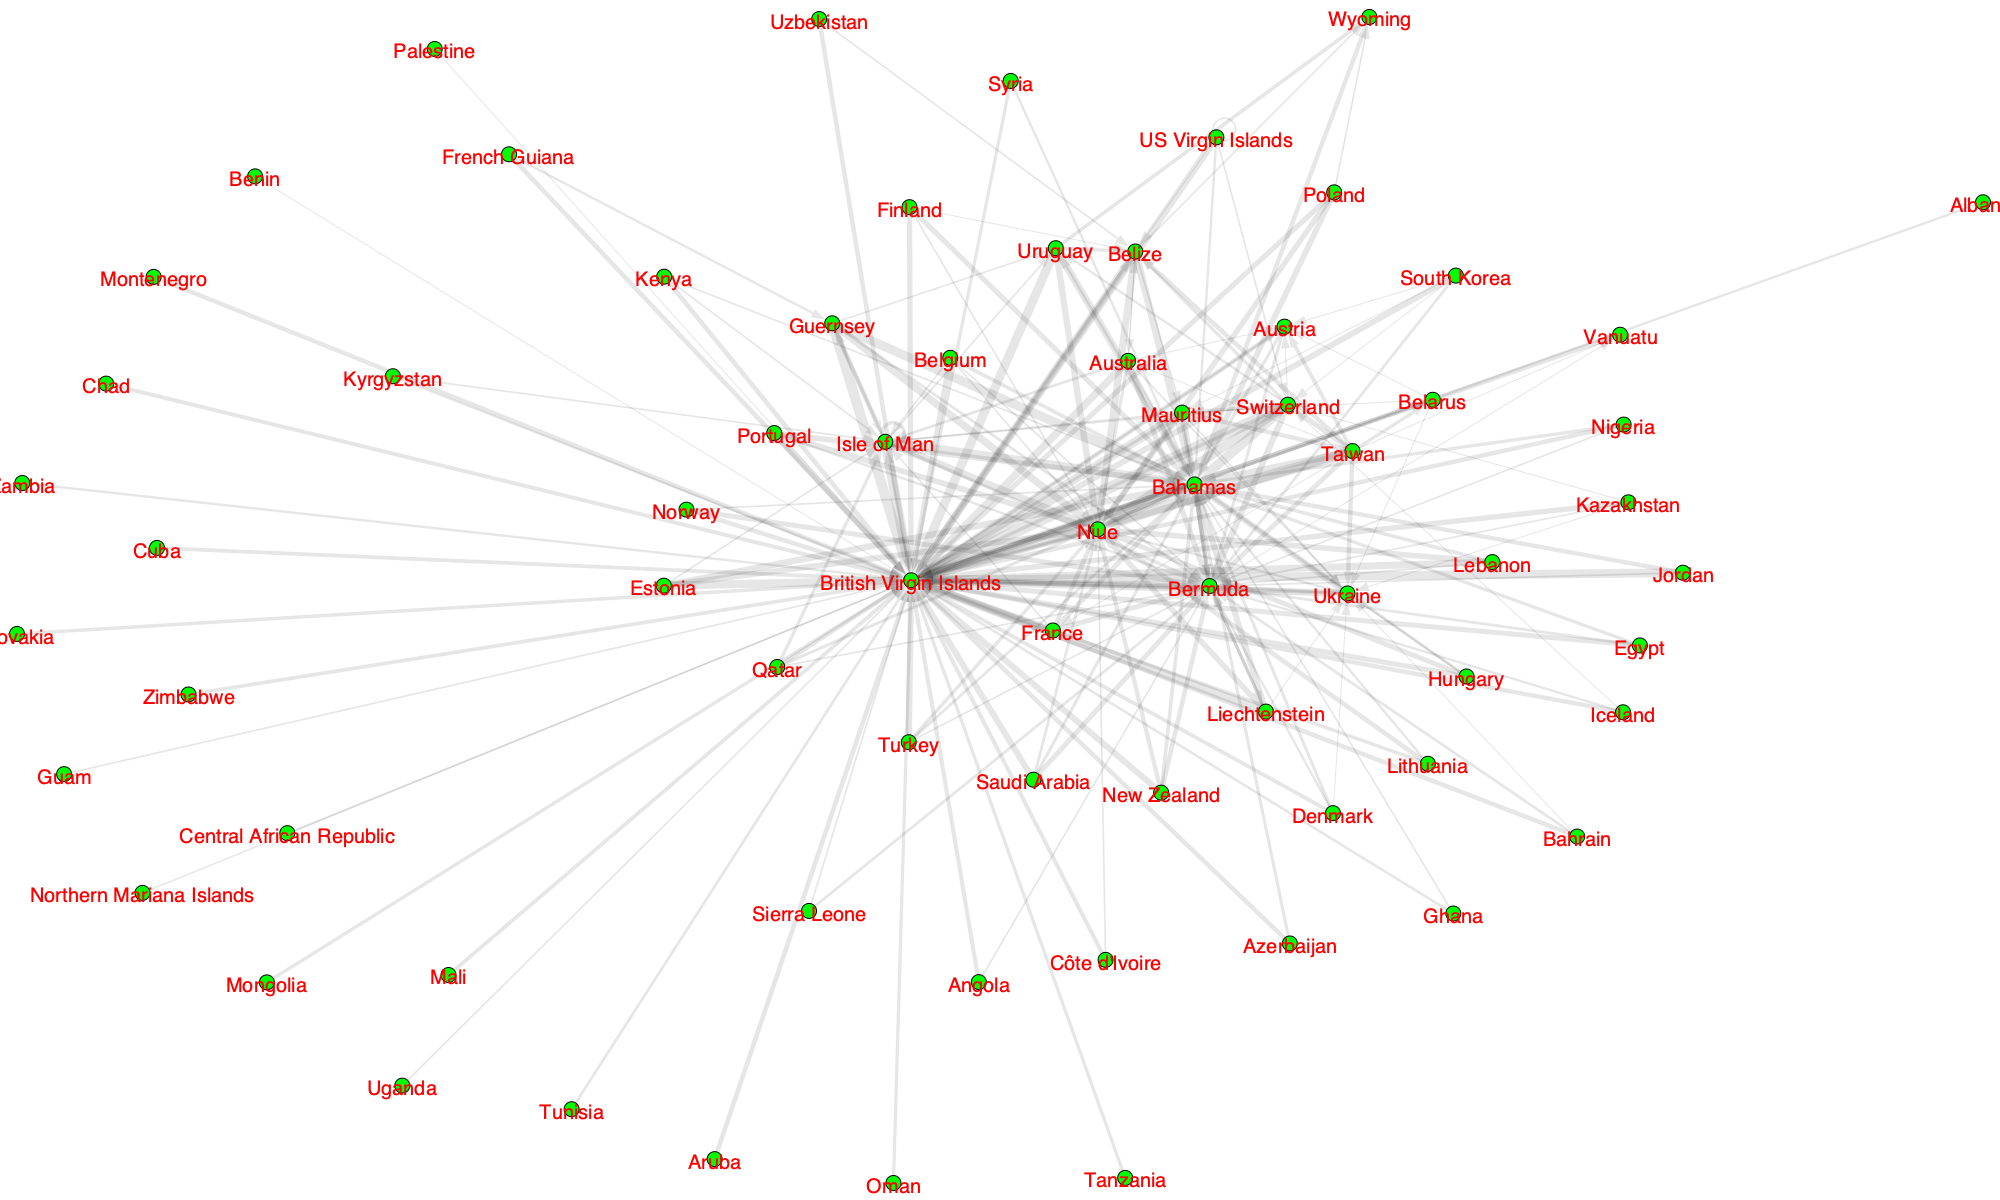 Wyoming
Uzbekistan
Palestine
Syria
US Virgin Islands
French Guiana
Benin
Poland
Alban
Finland
Uruguay
Belize
Montenegro
Kenya
South Korea
Guernsey
Austria
Vanuatu
Belgium
Australia
Kyrgyzstan
Chad
Belarus
Switzerland
Mauritius
Nigeria
Portugal
Isle of Man
Taiwan
ambia
Bahamas
Kazakhstan
Norway
Niue
Cuba
Lebanon
Jordan
British Virgin Islands
Estonia
Bermuda
Ukraine
France
ovakia
Egypt
Qatar
Hungary
Zimbabwe
Liechtenstein
Iceland
Turkey
Lithuania
Guam
Saudi Arabia
New Zealand
Denmark
Central African Republic
Bahrain
Northern Mariana Islands
Sierra Leone
Ghana
Azerbaijan
Côte d'Ivoire
Mali
Mongolia
Angola
Uganda
Tunisia
Aruba
Tanzania
Oman